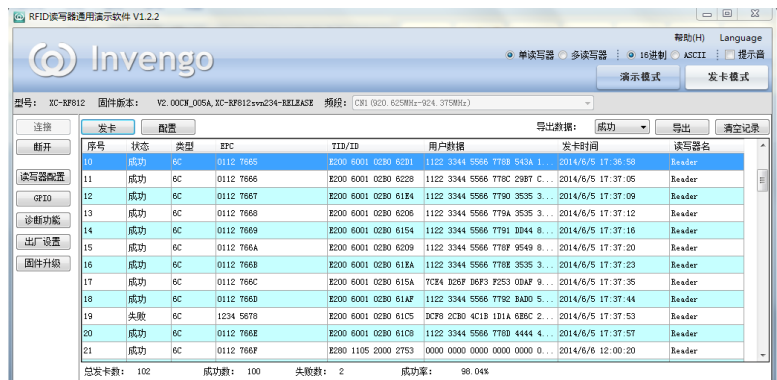 RFID读写器通用演示软件 V1.2.2
帮助(H) Language
Invengo
单读写器 多读写器 16进制 ASCII 提示音
演示模式 发卡模式
型号: XC-RF812 固件版本: V2.00CN_005A,XC-RF812svn234-RELEASE 频段: CN1(920.625MHz-924.375MHz)
连接 发卡 配置 导出数据: 成功 导出 清空记录
断开
读写器配置
GPIO
诊断功能
出厂设置
固件升级
序号 状态 类型 EPC TID/ID 用户数据 发卡时间 读写器名
10 成功 6C 0112 7665 E200 6001 02B0 62D1 1122 3344 5566 778B 543A 1... 2014/6/5 17:36:58 Reader
11 成功 6C 0112 7666 E200 6001 02B0 6228 1122 3344 5566 778C 29B7 C... 2014/6/5 17:37:05 Reader
12 成功 6C 0112 7667 E200 6001 02B0 61E4 1122 3344 5566 7790 3535 3... 2014/6/5 17:37:09 Reader
13 成功 6C 0112 7668 E200 6001 02B0 6206 1122 3344 5566 779A 3535 3... 2014/6/5 17:37:12 Reader
14 成功 6C 0112 7669 E200 6001 02B0 6154 1122 3344 5566 7791 DD44 8... 2014/6/5 17:37:16 Reader
15 成功 6C 0112 766A E200 6001 02B0 6209 1122 3344 5566 778F 9549 8... 2014/6/5 17:37:20 Reader
16 成功 6C 0112 766B E200 6001 02B0 61EA 1122 3344 5566 778E 3535 3... 2014/6/5 17:37:23 Reader
17 成功 6C 0112 766C E200 6001 02B0 615A 7CE4 D26F D6F3 F253 0DAF 9... 2014/6/5 17:37:35 Reader
18 成功 6C 0112 766D E200 6001 02B0 61AF 1122 3344 5566 7792 BAD0 5... 2014/6/5 17:37:44 Reader
19 失败 6C 1234 5678 E200 6001 02B0 61C5 DCF8 2CB0 4C1B 1D1A 6E6C 2... 2014/6/5 17:37:53 Reader
20 成功 6C 0112 766E E200 6001 02B0 61C8 1122 3344 5566 778D 4444 4... 2014/6/5 17:37:57 Reader
21 成功 6C 0112 766F E280 1105 2000 2753 0000 0000 0000 0000 0000 0... 2014/6/6 12:00:20 Reader
总发卡数: 102 成功数: 100 失败数: 2 成功率: 98.04%